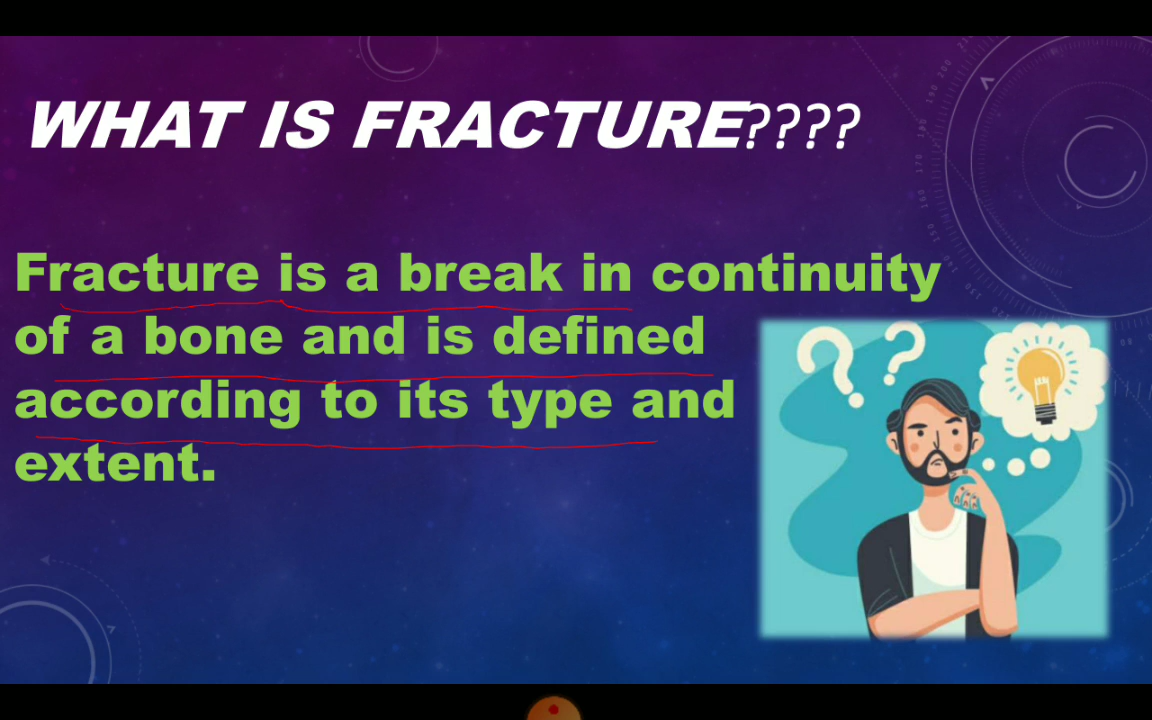 WHAT IS FRACTURE????
Fracture is a break in continuity
of a bone and is defined
according to its type and
extent.